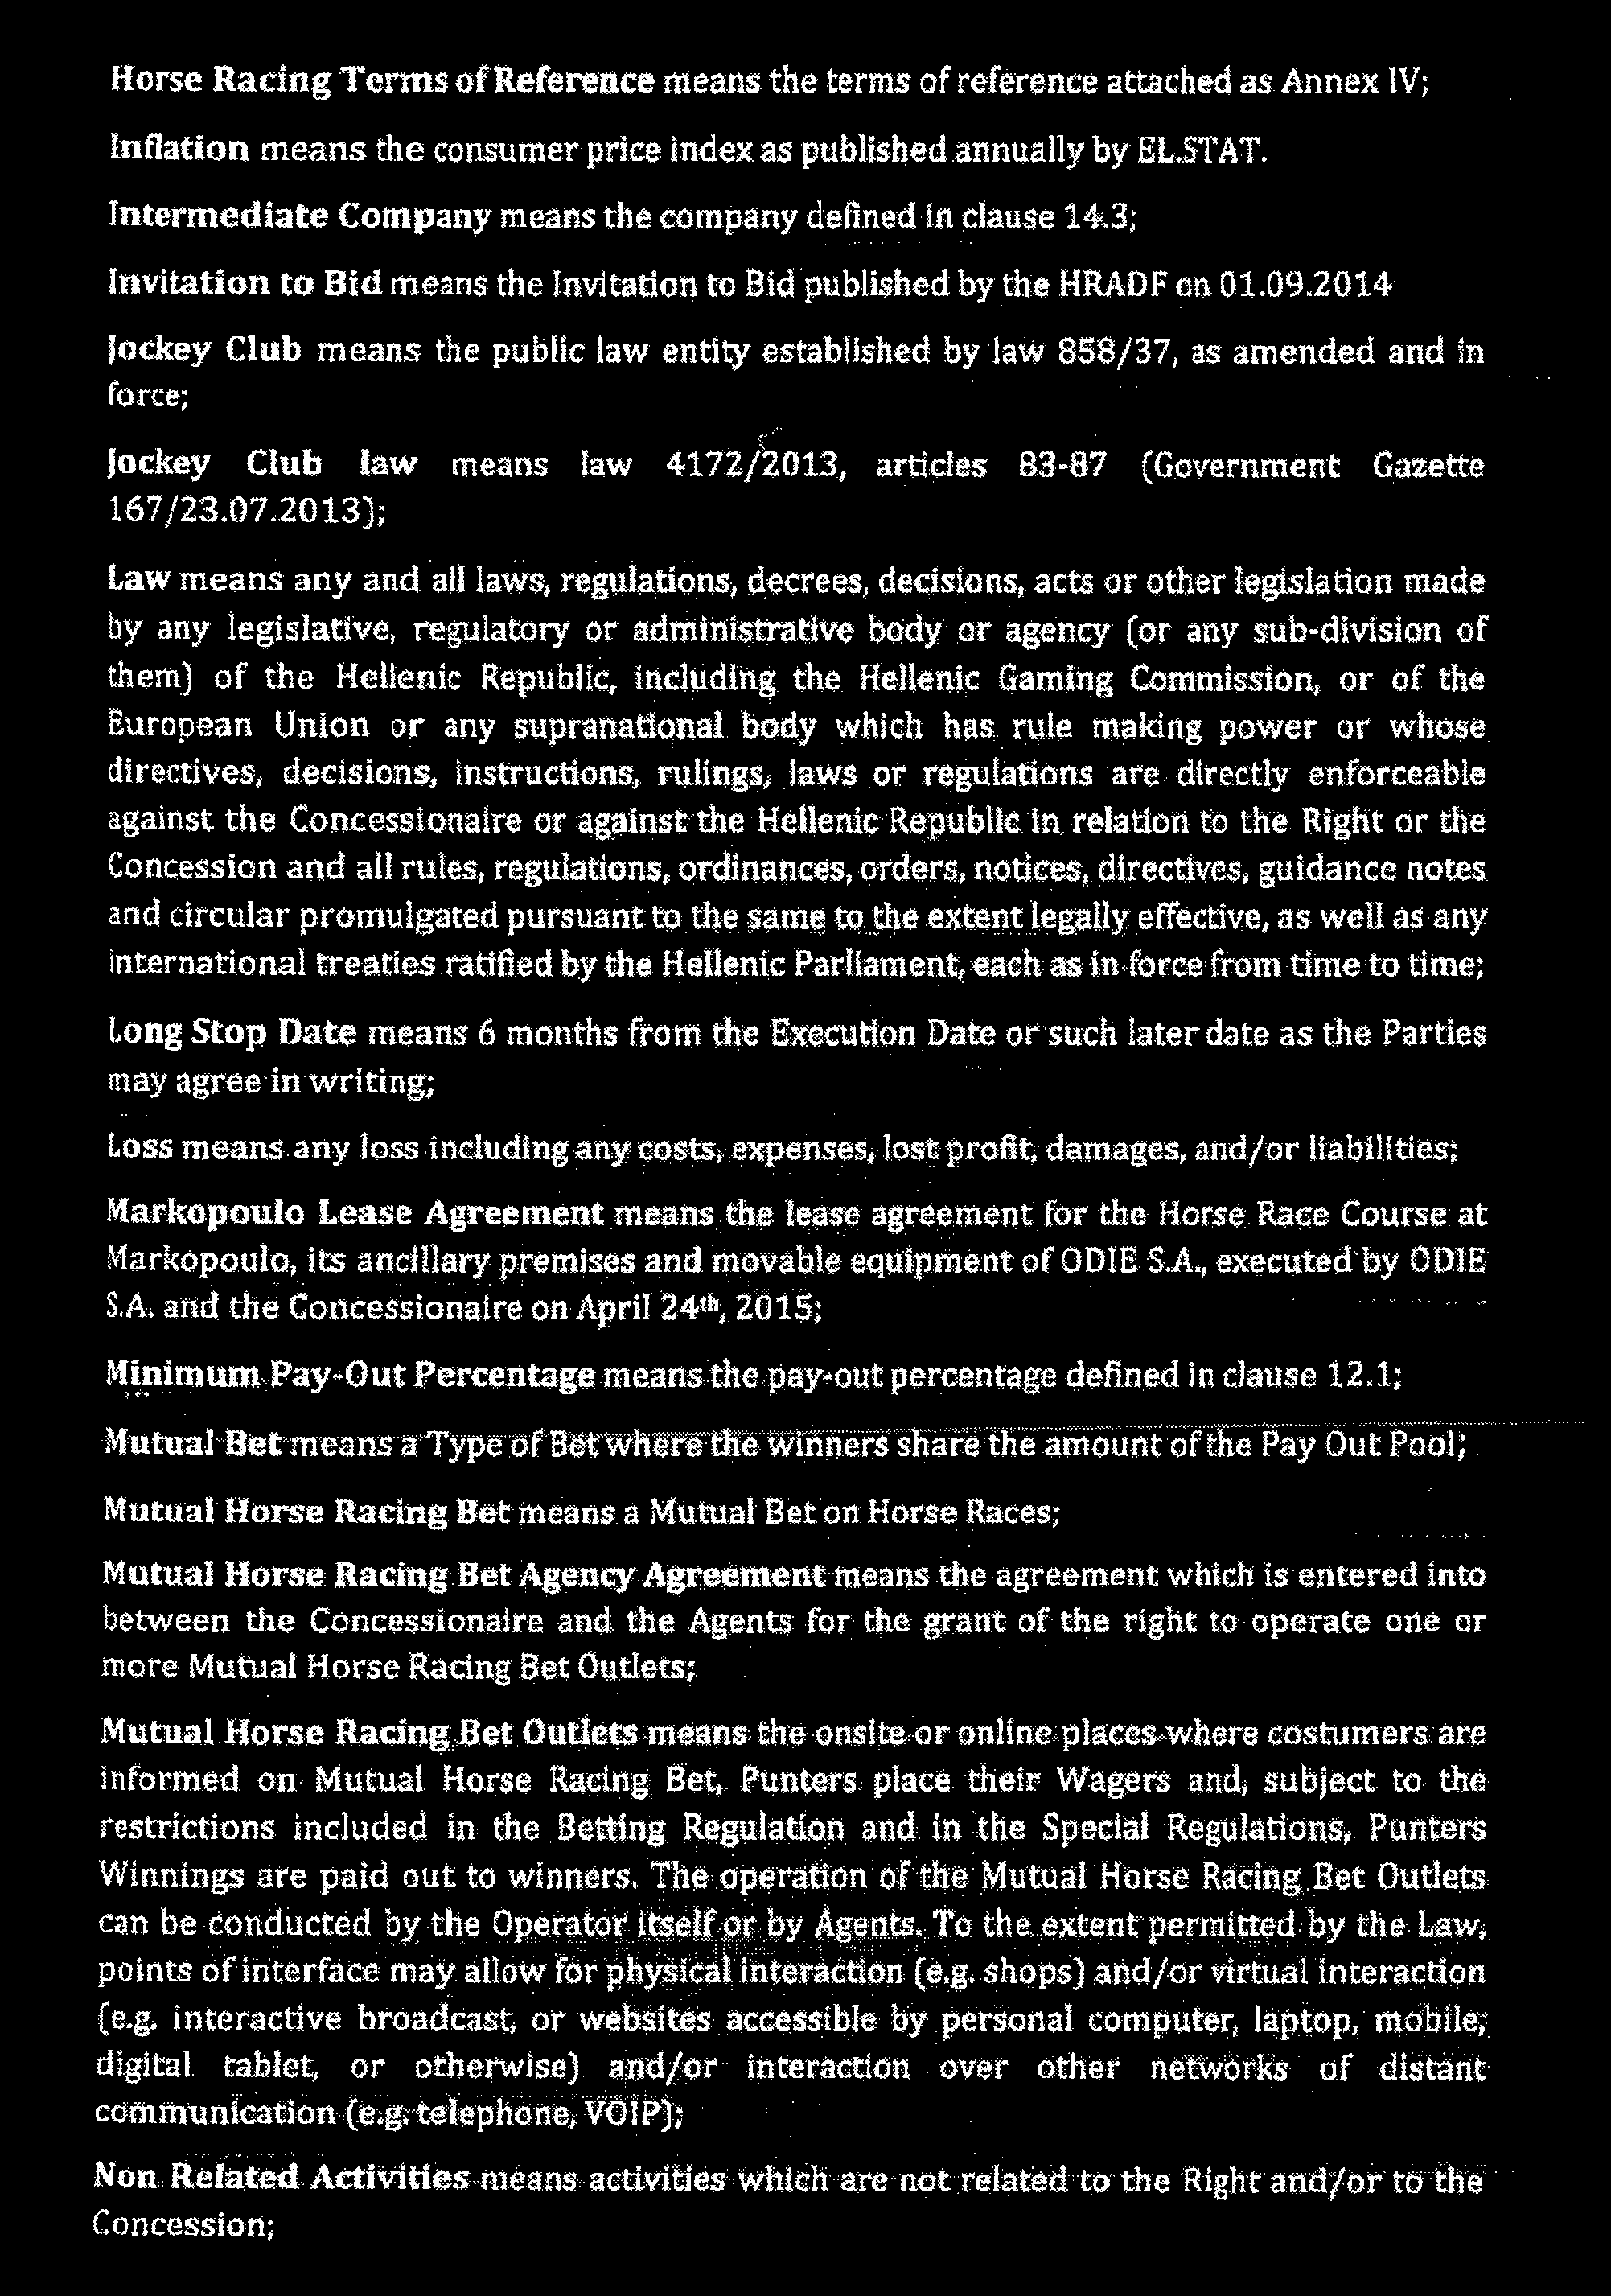 Horse Racing Terms of Reference means the terms of reference attached as Annex IV;
Inflation means the consumer price index as published annually by EL.STAT.
Intermediate Company means the company defined in clause 14.3;
Invitation to Bid means the Invitation to Bid published by the HRADF on 01.09.2014
Jockey Club means the public law entity established by law 858/37, as amended and in
force;
Jockey Club law means law 4172/2013, articles 83-87 (Government Gazette
167/23.07.2013);
Law means any and all laws, regulations, decrees, decisions, acts or other legislation made
by any legislative, regulatory or administrative body or agency (or any sub-division of
them) of the Hellenic Republic, including the Hellenic Gaming Commission, or of the
European Union or any supranational body which has rule making power or whose
directives, decisions, instructions, rulings, laws or regulations are directly enforceable
against the Concessionaire or against the Hellenic Republic in relation to the Right or the
Concession and all rules, regulations, ordinances, orders, notices, directives, guidance notes
and circular promulgated pursuant to the same to the extent legally effective, as well as any
international treaties ratified by the Hellenic Parliament, each as in force from time to time;
Long Stop Date means 6 months from the Execution Date or such later date as the Parties
may agree in writing;
Loss means any loss including any costs, expenses, lost profit, damages, and/or liabilities;
Markopoulo Lease Agreement means the lease agreement for the Horse Race Course at
Markopoulo, its ancillary premises and movable equipment of ODIE S.A., executed by ODIE
S.A. and the Concessionaire on April 24th, 2015;
Minimum Pay-Out Percentage means the pay-out percentage defined in clause 12.1;
Mutual Bet means a Type of Bet where the winners share the amount of the Pay Out Pool;
Mutual Horse Racing Bet means a Mutual Bet on Horse Races;
Mutual Horse Racing Bet Agency Agreement means the agreement which is entered into
between the Concessionaire and the Agents for the grant of the right to operate one or
more Mutual Horse Racing Bet Outlets;
Mutual Horse Racing Bet Outlets means the onsite or online places where costumers are
informed on Mutual Horse Racing Bet, Punters place their Wagers and, subject to the
restrictions included in the Betting Regulation and in the Special Regulations, Punters
Winnings are paid out to winners. The operation of the Mutual Horse Racing Bet Outlets
can be conducted by the Operator itself or by Agents. To the extent permitted by the Law,
points of interface may allow for physical interaction (e.g. shops) and/or virtual interaction
(e.g. interactive broadcast, or websites accessible by personal computer, laptop, mobile,
digital tablet, or otherwise) and/or interaction over other networks of distant
communication (e.g. telephone, VOIP);
Non Related Activities means activities which are not related to the Right and/or to the
Concession;